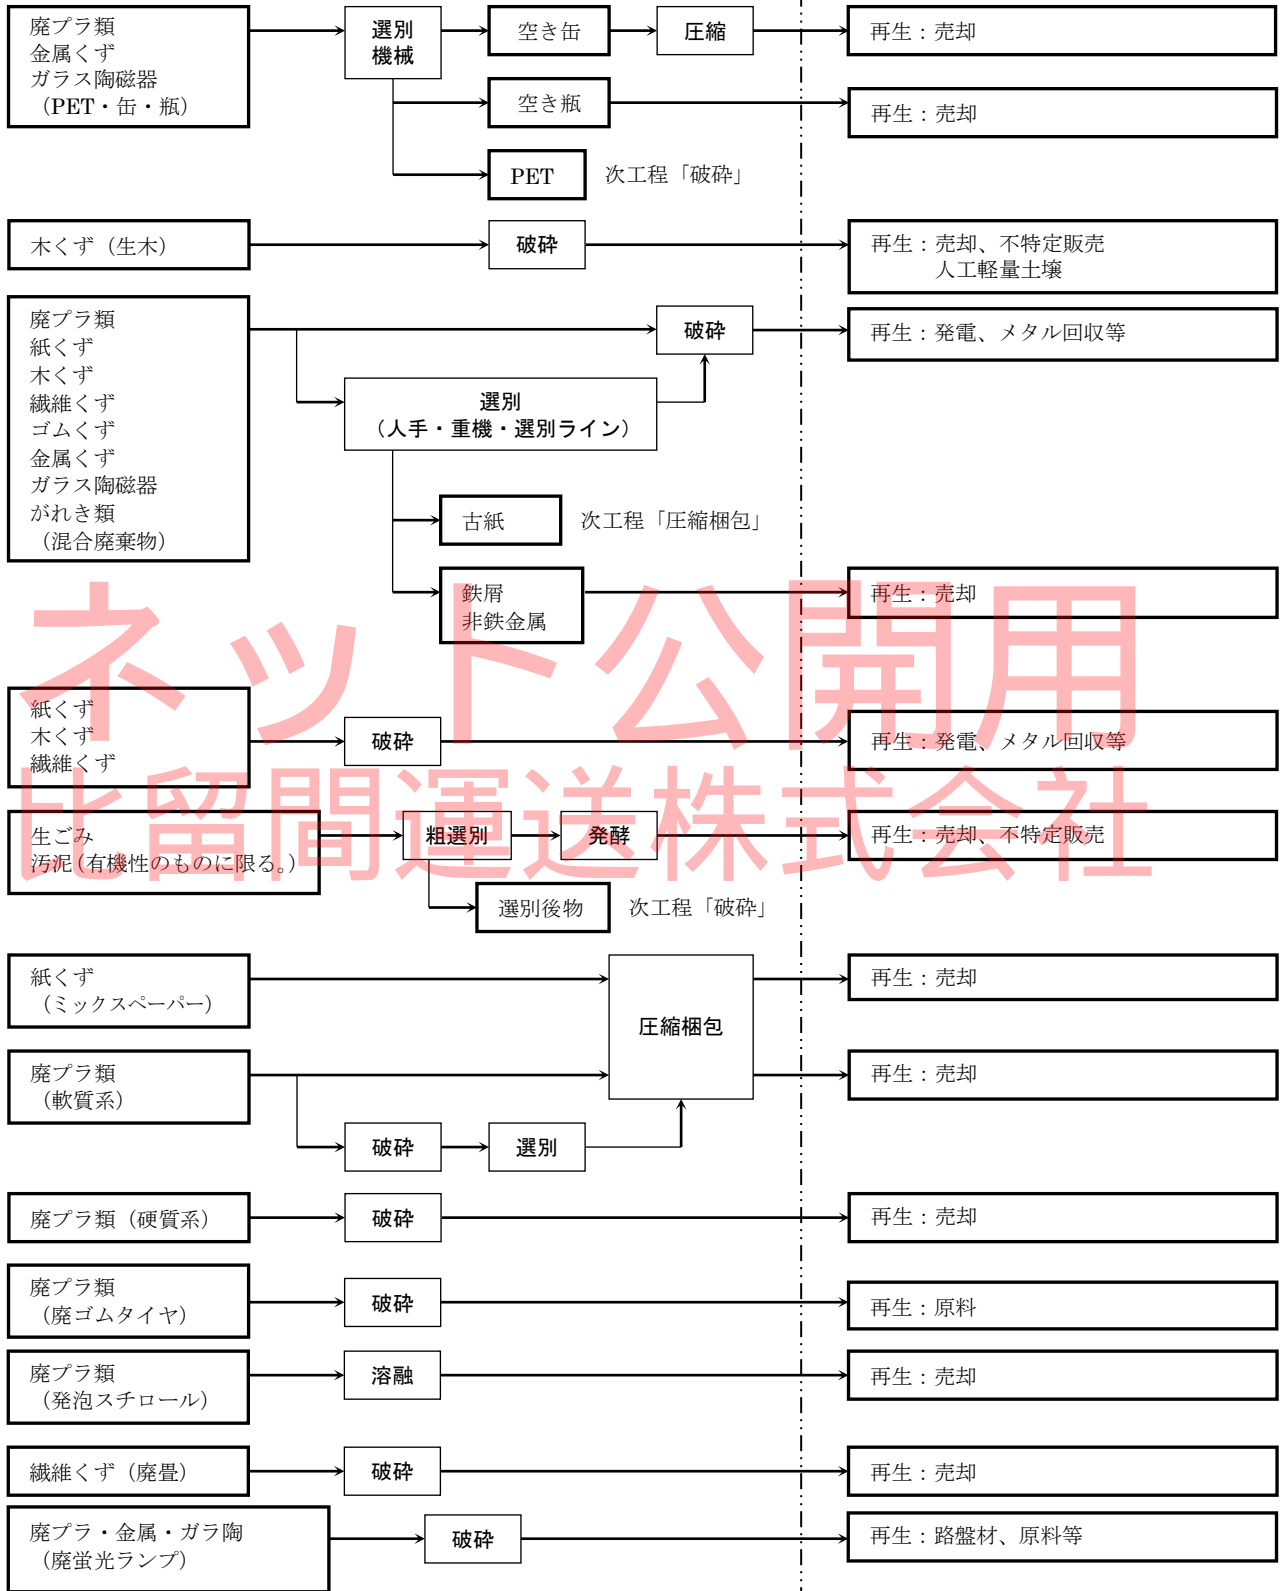 廃プラ類
金属くず
ガラス陶磁器
（PET・缶・瓶）
選別
機械
空き缶
圧縮
再生：売却
空き瓶
再生：売却
PET
次工程「破砕」
木くず（生木）
破砕
再生：売却、不特定販売
人工軽量土壌
廃プラ類
紙くず
木くず
繊維くず
ゴムくず
金属くず
ガラス陶磁器
がれき類
（混合廃棄物）
破砕
再生：発電、メタル回収等
選別
（人手・重機・選別ライン）
古紙
次工程「圧縮梱包」
鉄屑
非鉄金属
再生：売却
ネット公開用
紙くず
木くず
繊維くず
破砕
再生：発電、メタル回収等
比留間運送株式会社
生ごみ
汚泥（有機性のものに限る。）
粗選別
発酵
再生：売却、不特定販売
選別後物
次工程「破砕」
紙くず
（ミックスペーパー）
圧縮梱包
再生：売却
廃プラ類
（軟質系）
再生：売却
破砕
選別
廃プラ類（硬質系）
破砕
再生：売却
廃プラ類
（廃ゴムタイヤ）
破砕
再生：原料
廃プラ類
（発泡スチロール）
溶融
再生：売却
繊維くず（廃畳）
破砕
再生：売却
廃プラ・金属・ガラ陶
（廃蛍光ランプ）
破砕
再生：路盤材、原料等